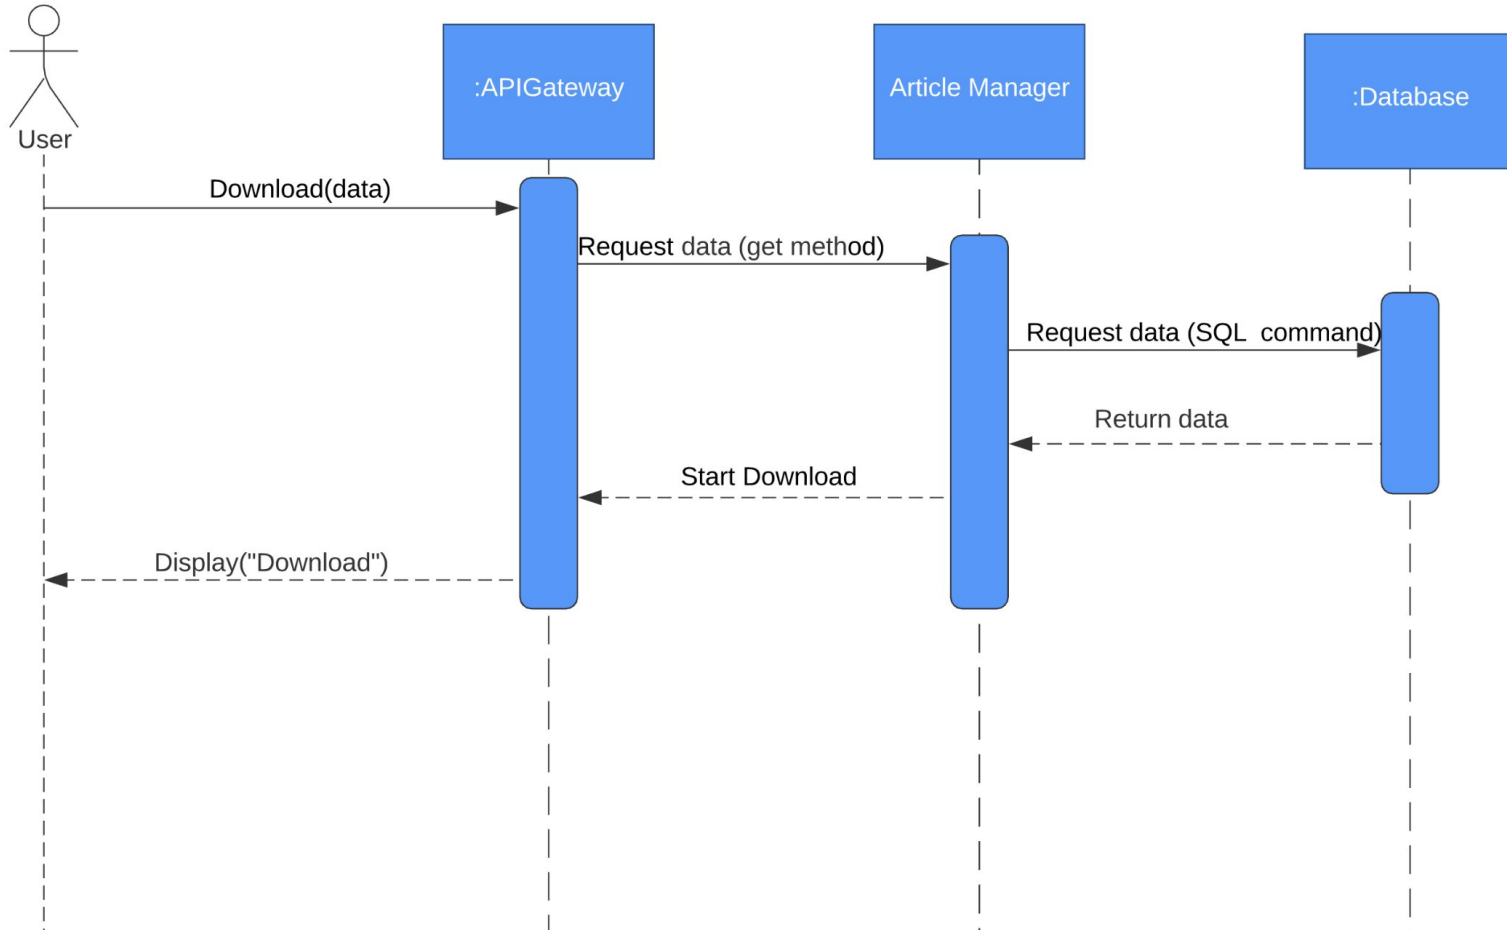 :APIGateway
Article Manager
:Database
User
Download(data)
Request data (get method)
Request data (SQL  command)
Return data
Start Download
Display("Download")